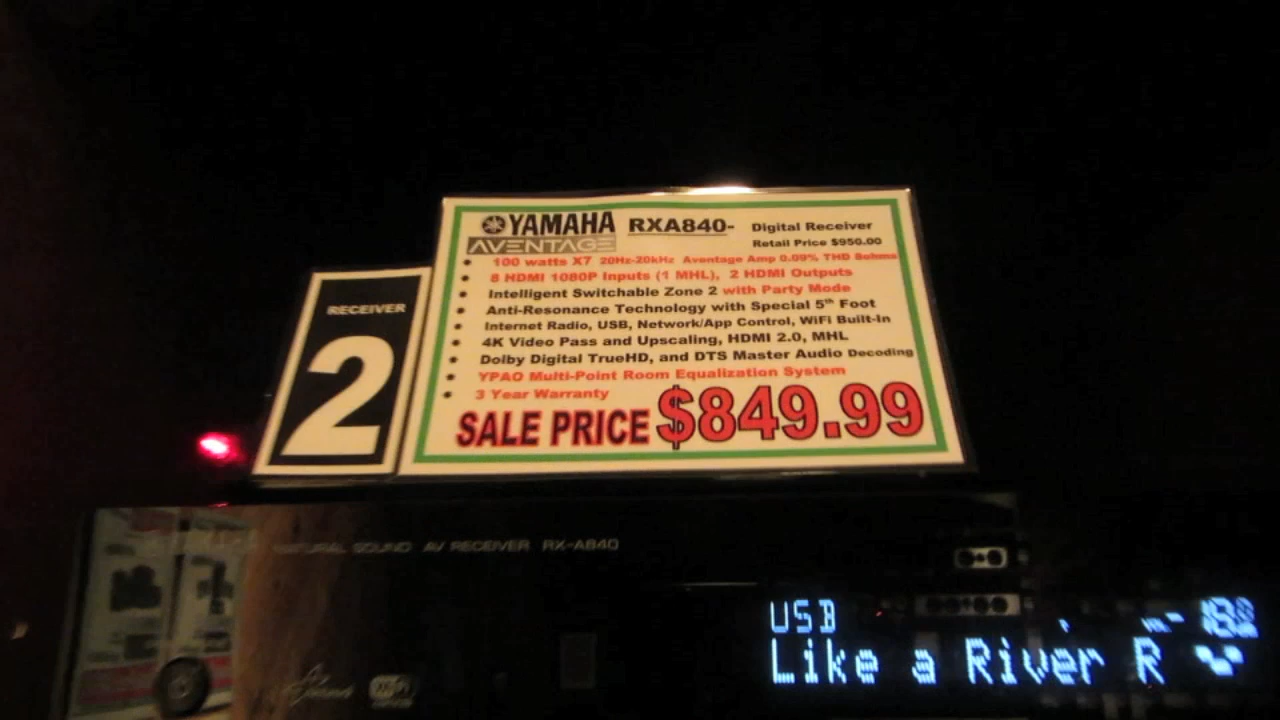 YAMAHA RXA840- Digital Receiver
AVENTAGE Retail Price $950.00
• 100 watts X7 20Hz-20kHz Aventage Amp 0.09% THD 8ohms
• 8 HDMI 1080P Inputs (1 MHL), 2 HDMI Outputs
• Intelligent Switchable Zone 2 with Party Mode
• Anti-Resonance Technology with Special 5th Foot
• Internet Radio, USB, Network/App Control, WiFi Built-In
• 4K Video Pass and Upscaling, HDMI 2.0, MHL
• Dolby Digital TrueHD, and DTS Master Audio Decoding
• YPAO Multi-Point Room Equalization System
• 3 Year Warranty
SALE PRICE $849.99
RECEIVER
2
NATURAL SOUND AV RECEIVER RX-A840
USB
Like a River R
Wi-Fi